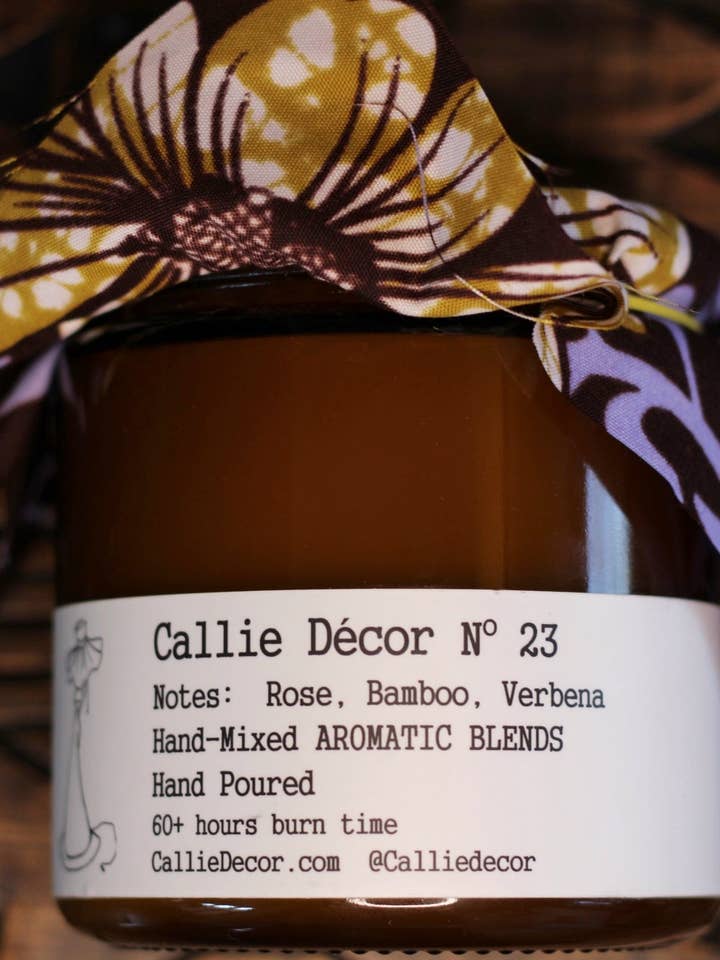 Callie Décor Nº 23
Notes: Rose, Bamboo, Verbena
Hand-Mixed AROMATIC BLENDS
Hand Poured
60+ hours burn time
CallieDecor.com @Calliedecor